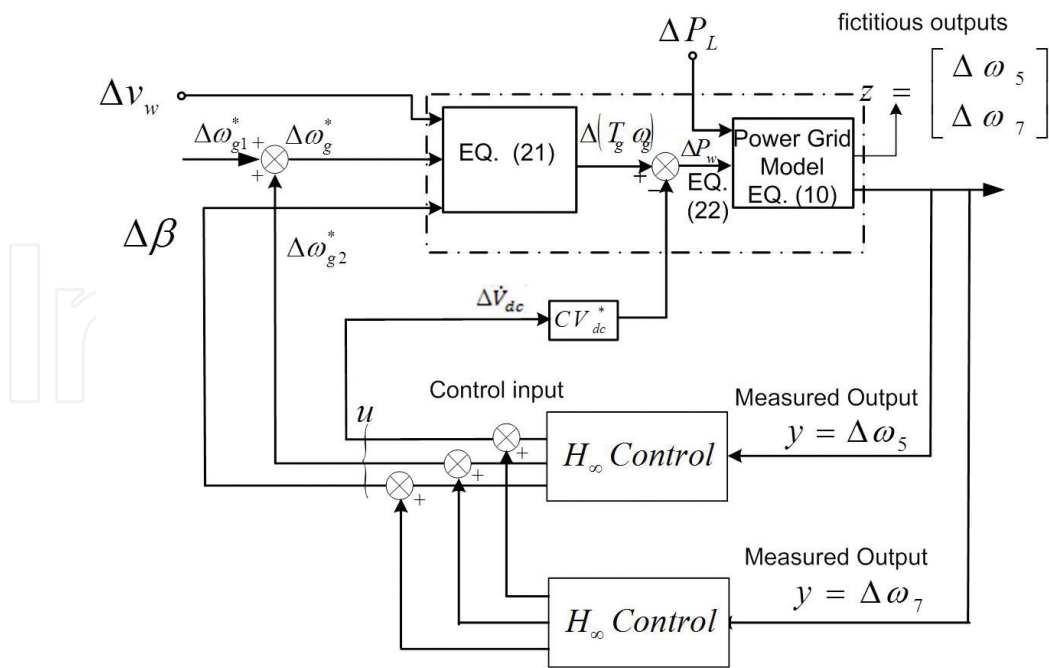 fictitious outputs
ΔP_L
z = [Δω_5
Δω_7]
Δv_w
Δω*_g1 +
+
Δω*_g
EQ. (21)
Δ(T_g ω_g)
+
−
ΔP_w
EQ.
(22)
Power Grid
Model
EQ. (10)
Δβ
Δω*_g2
ΔV̇_dc
CV*_dc
Control input
u
+
+
+
H_∞ Control
Measured Output
y = Δω_5
H_∞ Control
Measured Output
y = Δω_7